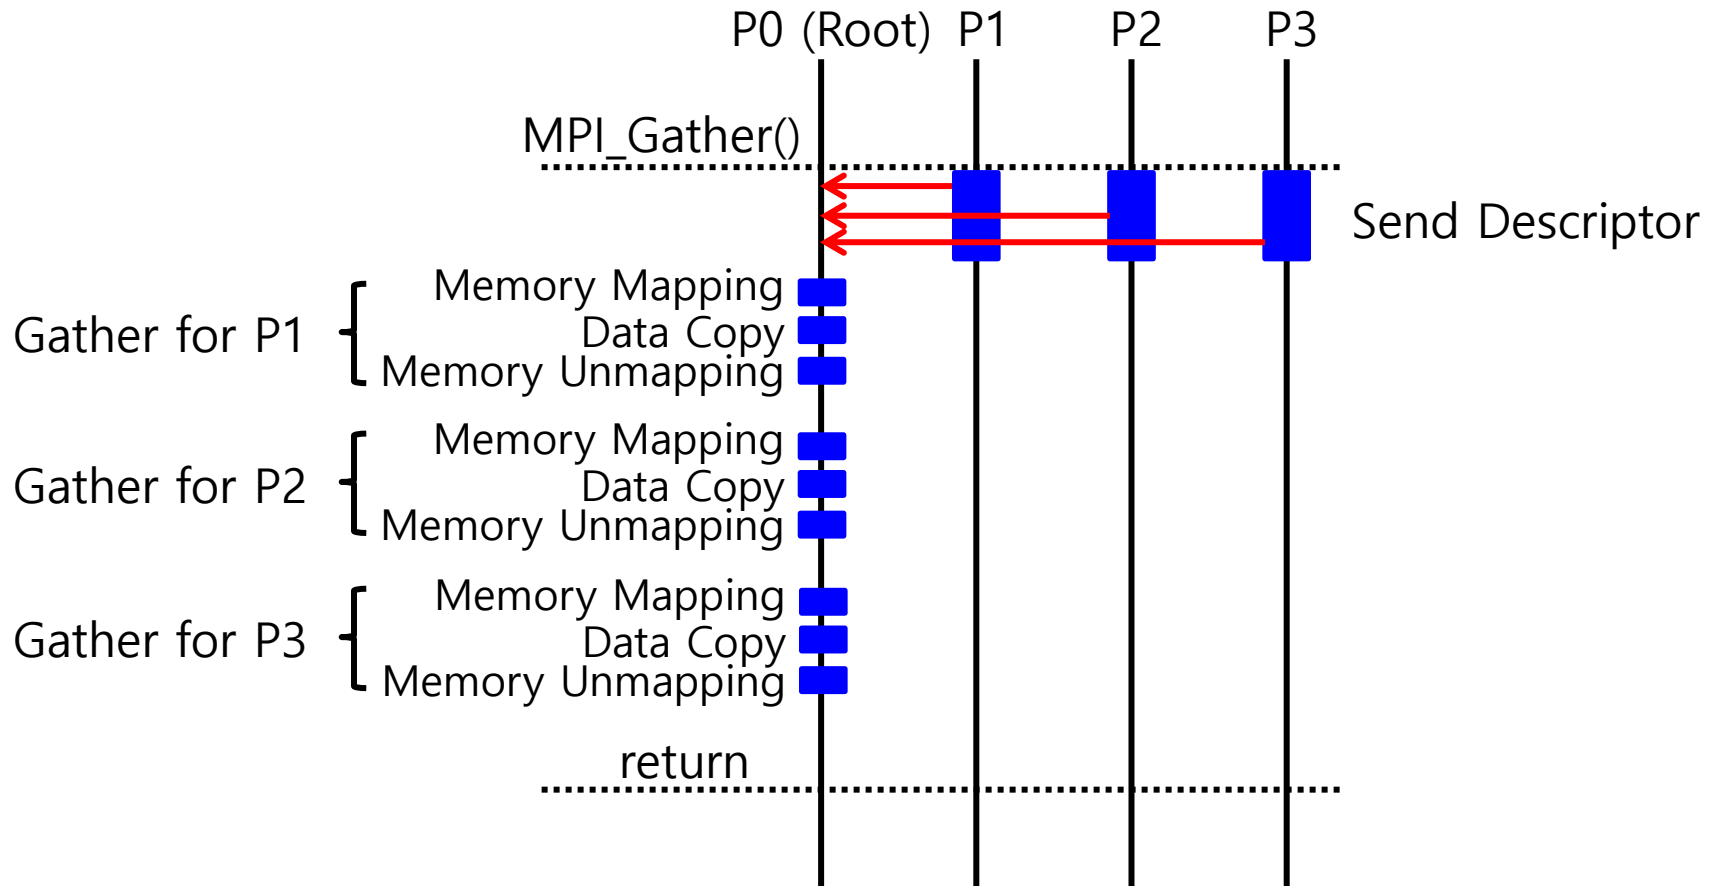 P0 (Root) P1 P2 P3
MPI_Gather()
Send Descriptor
Gather for P1
Memory Mapping
Data Copy
Memory Unmapping
Gather for P2
Memory Mapping
Data Copy
Memory Unmapping
Gather for P3
Memory Mapping
Data Copy
Memory Unmapping
return